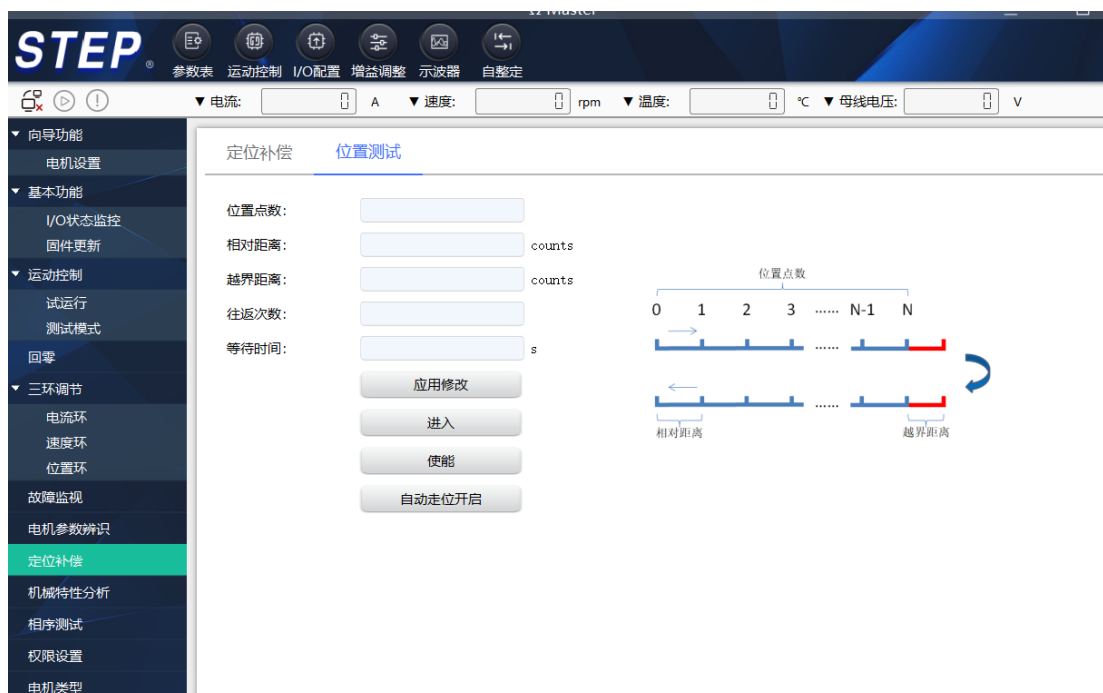 Ω Master
STEP®
参数表 运动控制 I/O配置 增益调整 示波器 自整定
▼ 电流: 0 A ▼ 速度: 0 rpm ▼ 温度: 0 ℃ ▼ 母线电压: 0 V
向导功能
电机设置
基本功能
I/O状态监控
固件更新
运动控制
试运行
测试模式
回零
三环调节
电流环
速度环
位置环
故障监视
电机参数辨识
定位补偿
机械特性分析
相序测试
权限设置
电机类型
定位补偿 位置测试
位置点数:
相对距离: counts
越界距离: counts
往返次数:
等待时间: s
应用修改
进入
使能
自动走位开启
位置点数
0 1 2 3 ...... N-1 N
......
......
相对距离 越界距离